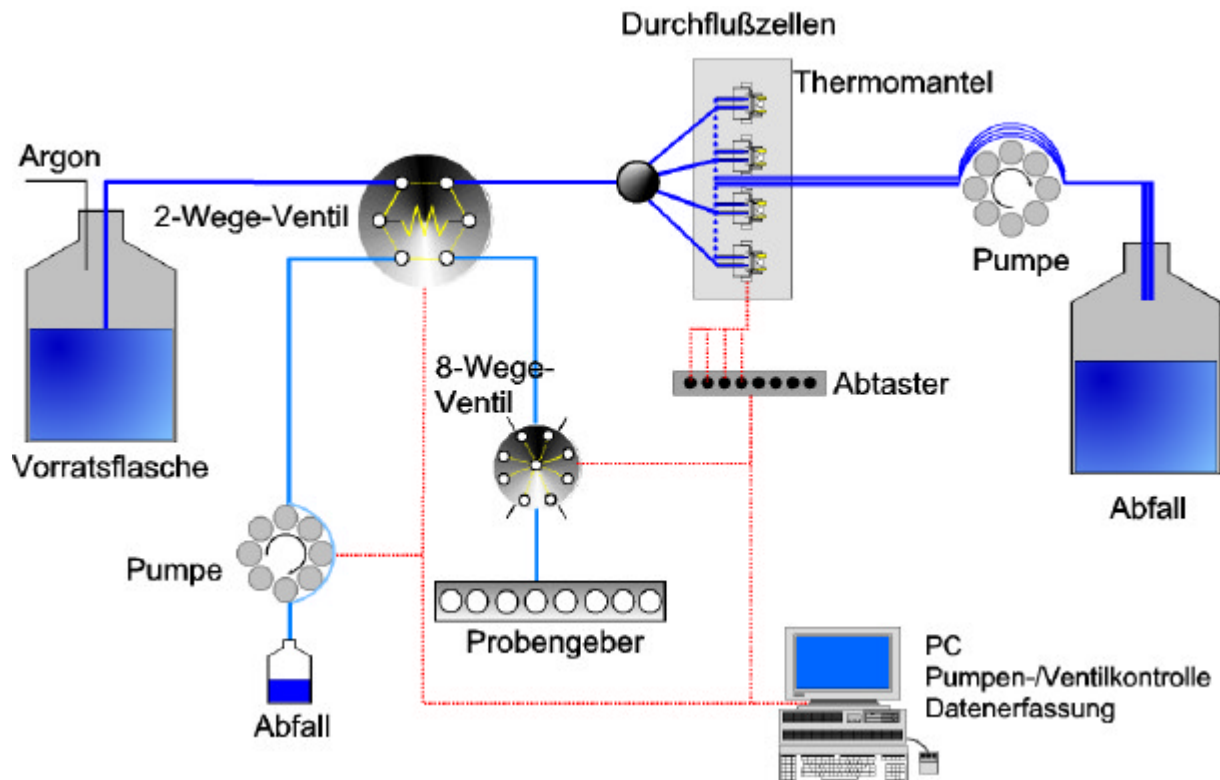 Durchflußzellen
Thermomantel
Argon
2-Wege-Ventil
Pumpe
8-Wege-
Ventil
Abtaster
Vorratsflasche
Abfall
Pumpe
Probengeber
Abfall
PC
Pumpen-/Ventilkontrolle
Datenerfassung